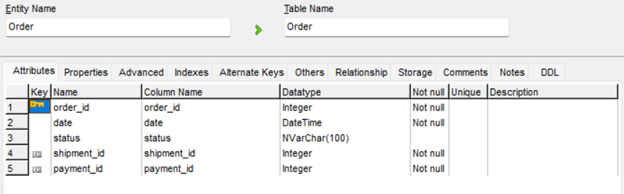 Entity Name Table Name
Order Order
Attributes Properties Advanced Indexes Alternate Keys Others Relationship Storage Comments Notes DDL
Key Name Column Name Datatype Not null Unique Description
1 order_id order_id Integer Not null
2 date date DateTime Not null
3 status status NVarChar(100)
4 shipment_id shipment_id Integer Not null
5 payment_id payment_id Integer Not null